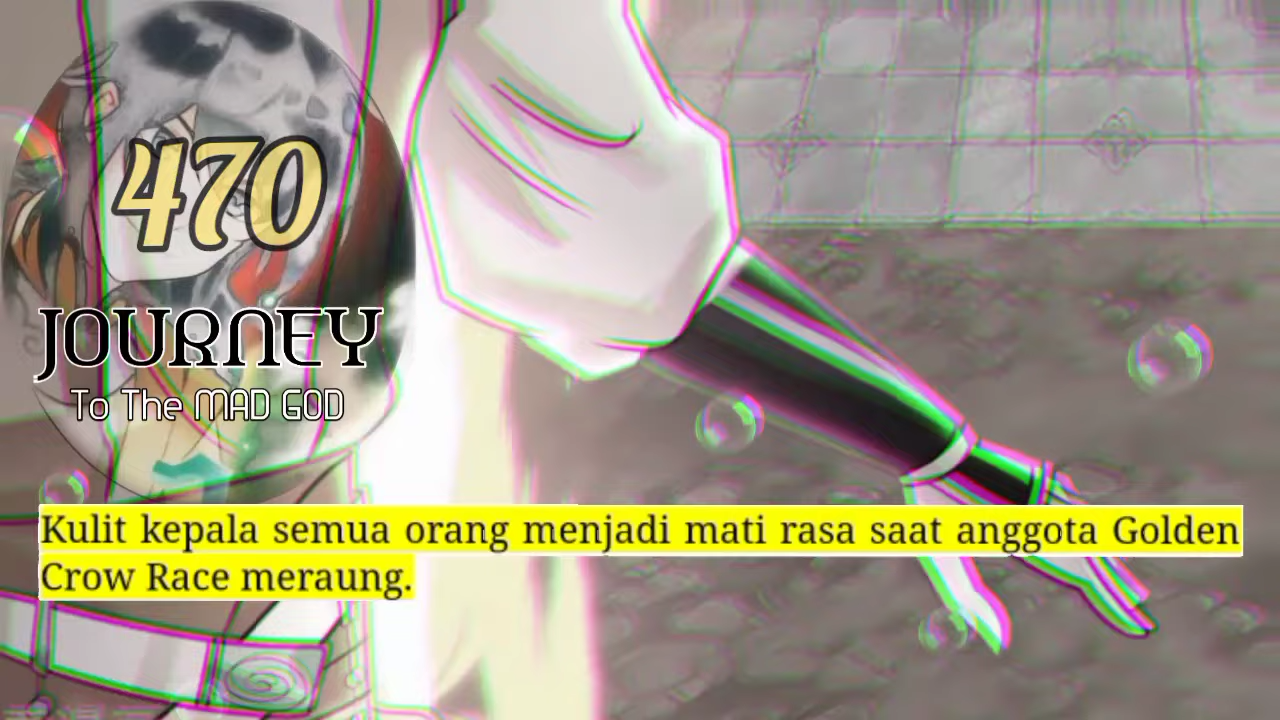 470
JOURNEY
To The MAD GOD
Kulit kepala semua orang menjadi mati rasa saat anggota Golden
Crow Race meraung.